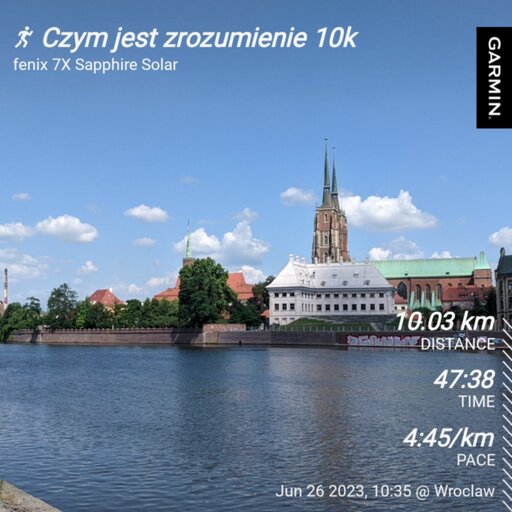 Czym jest zrozumienie 10k
fenix 7X Sapphire Solar
GARMIN.
10.03 km
DISTANCE
47:38
TIME
4:45/km
PACE
Jun 26 2023, 10:35 @ Wroclaw